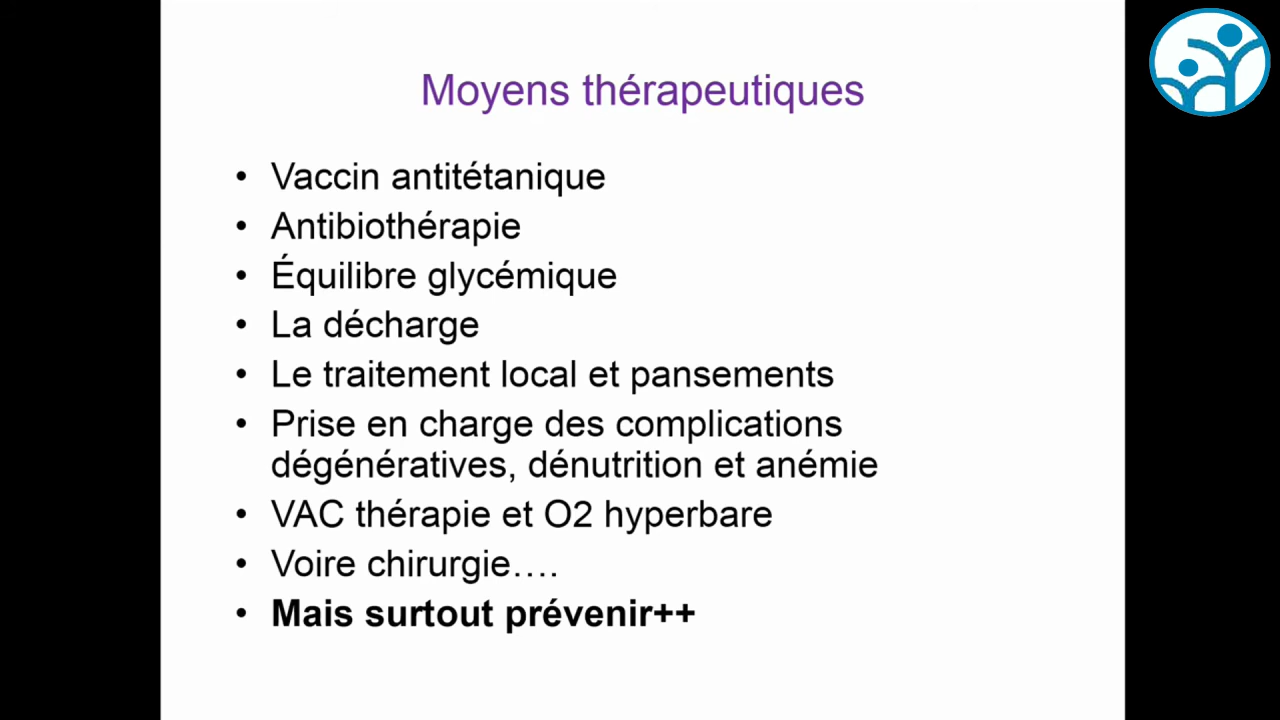 Moyens thérapeutiques
• Vaccin antitétanique
• Antibiothérapie
• Équilibre glycémique
• La décharge
• Le traitement local et pansements
• Prise en charge des complications
dégénératives, dénutrition et anémie
• VAC thérapie et O2 hyperbare
• Voire chirurgie….
• Mais surtout prévenir++